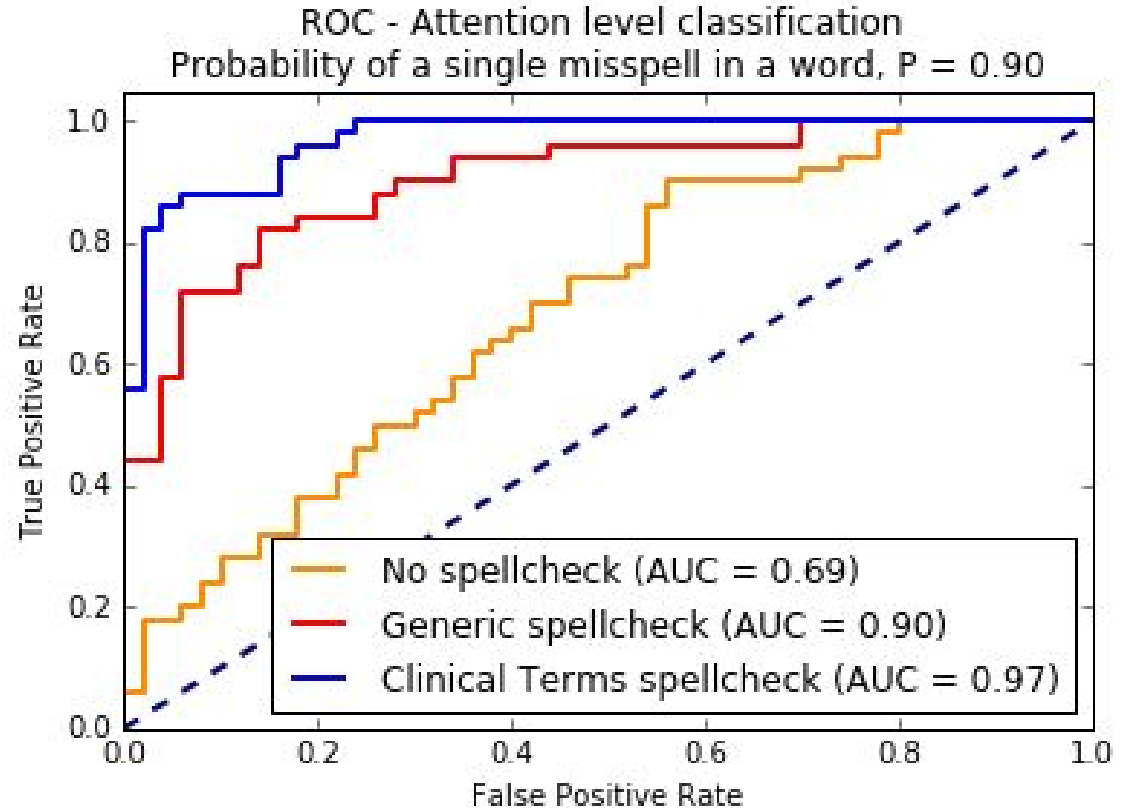 ROC - Attention level classification
Probability of a single misspell in a word, P = 0.90
True Positive Rate
1.0
0.8
0.6
0.4
0.2
0.0
No spellcheck (AUC = 0.69)
Generic spellcheck (AUC = 0.90)
Clinical Terms spellcheck (AUC = 0.97)
0.0 0.2 0.4 0.6 0.8 1.0
False Positive Rate